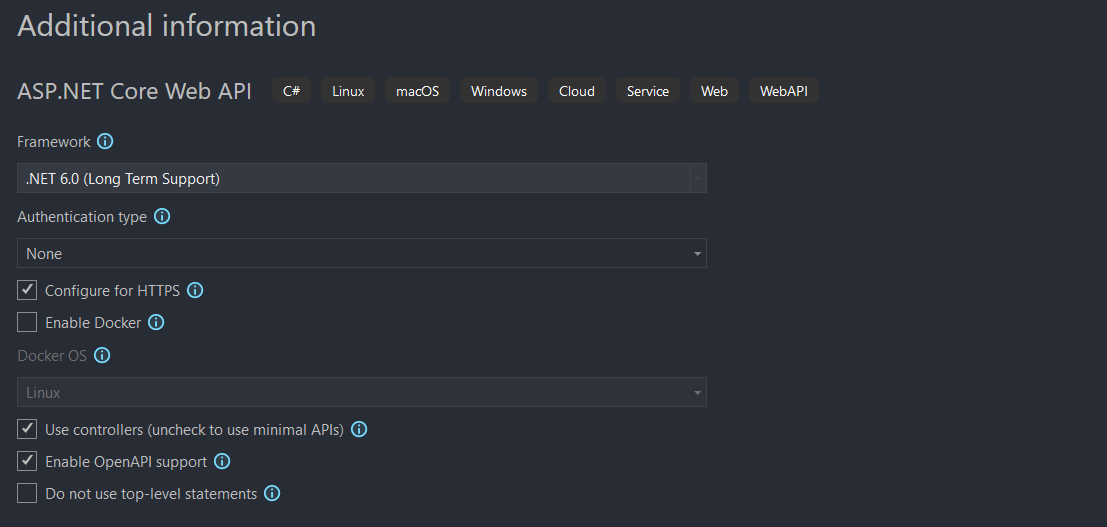 Additional information
ASP.NET Core Web API C# Linux macOS Windows Cloud Service Web WebAPI
Framework
.NET 6.0 (Long Term Support)
Authentication type
None
Configure for HTTPS
Enable Docker
Docker OS
Linux
Use controllers (uncheck to use minimal APIs)
Enable OpenAPI support
Do not use top-level statements